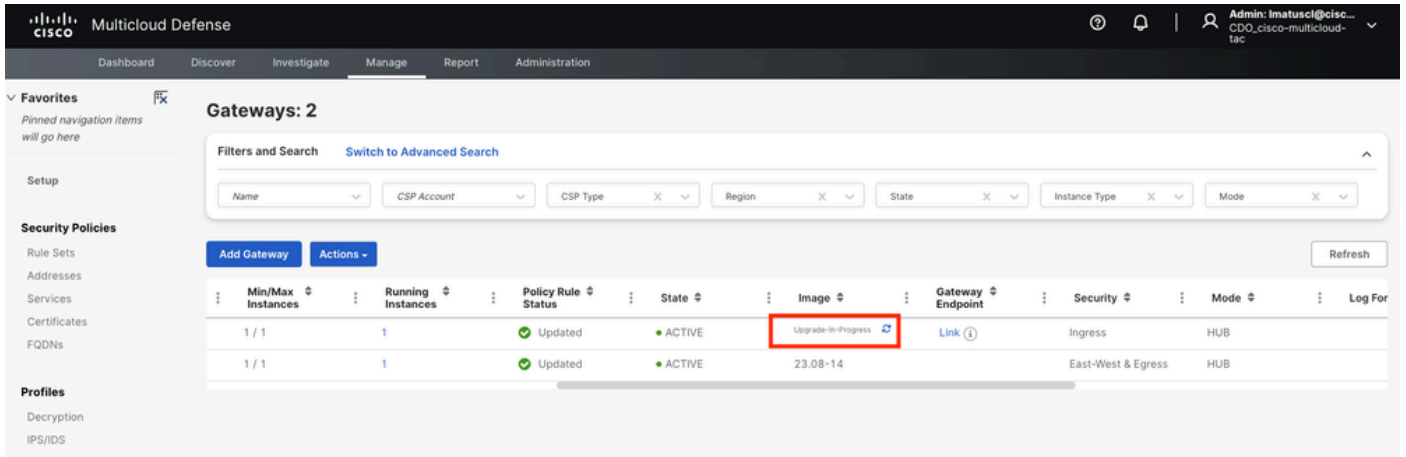 CISCO Multicloud Defense
Admin: lmatuscl@cisc...
CDO_cisco-multicloud-
tac
Dashboard Discover Investigate Manage Report Administration
Favorites
Pinned navigation items
will go here
Setup
Security Policies
Rule Sets
Addresses
Services
Certificates
FQDNs
Profiles
Decryption
IPS/IDS
Gateways: 2
Filters and Search Switch to Advanced Search
Name CSP Account CSP Type Region State Instance Type Mode
Add Gateway Actions Refresh
Min/Max Instances Running Instances Policy Rule Status State Image Gateway Endpoint Security Mode Log For
1 / 1 1 Updated ACTIVE Upgrade-In-Progress Link Ingress HUB
1 / 1 1 Updated ACTIVE 23.08-14 East-West & Egress HUB